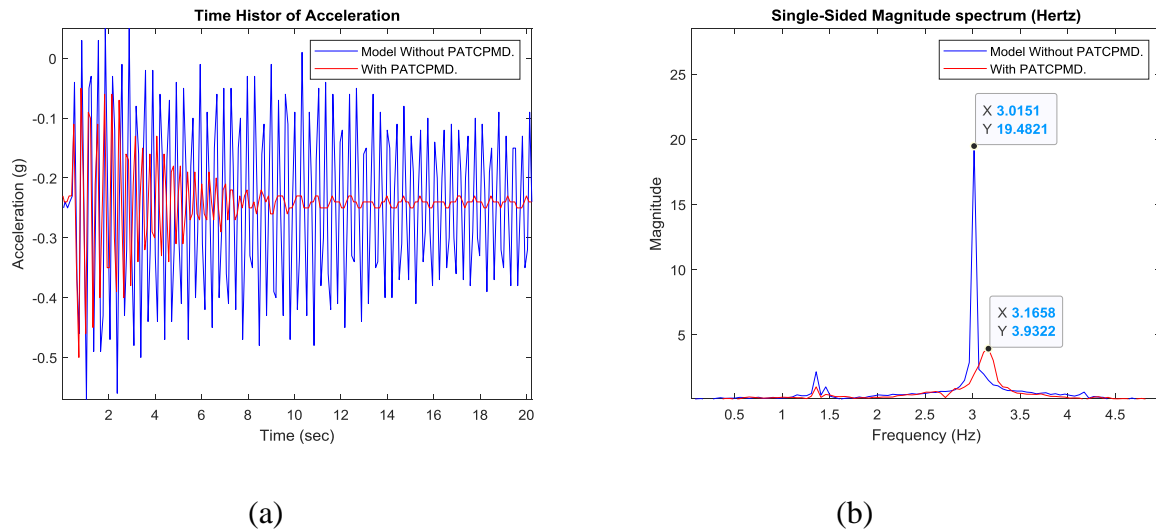 Time Histor of Acceleration
Model Without PATCPMD.
With PATCPMD.
0
-0.1
-0.2
-0.3
-0.4
-0.5
Acceleration (g)
2
4
6
8
10
12
14
16
18
20
Time (sec)
(a)
Single-Sided Magnitude spectrum (Hertz)
Model Without PATCPMD.
With PATCPMD.
X 3.0151
Y 19.4821
X 3.1658
Y 3.9322
25
20
15
10
5
Magnitude
0.5
1
1.5
2
2.5
3
3.5
4
4.5
Frequency (Hz)
(b)